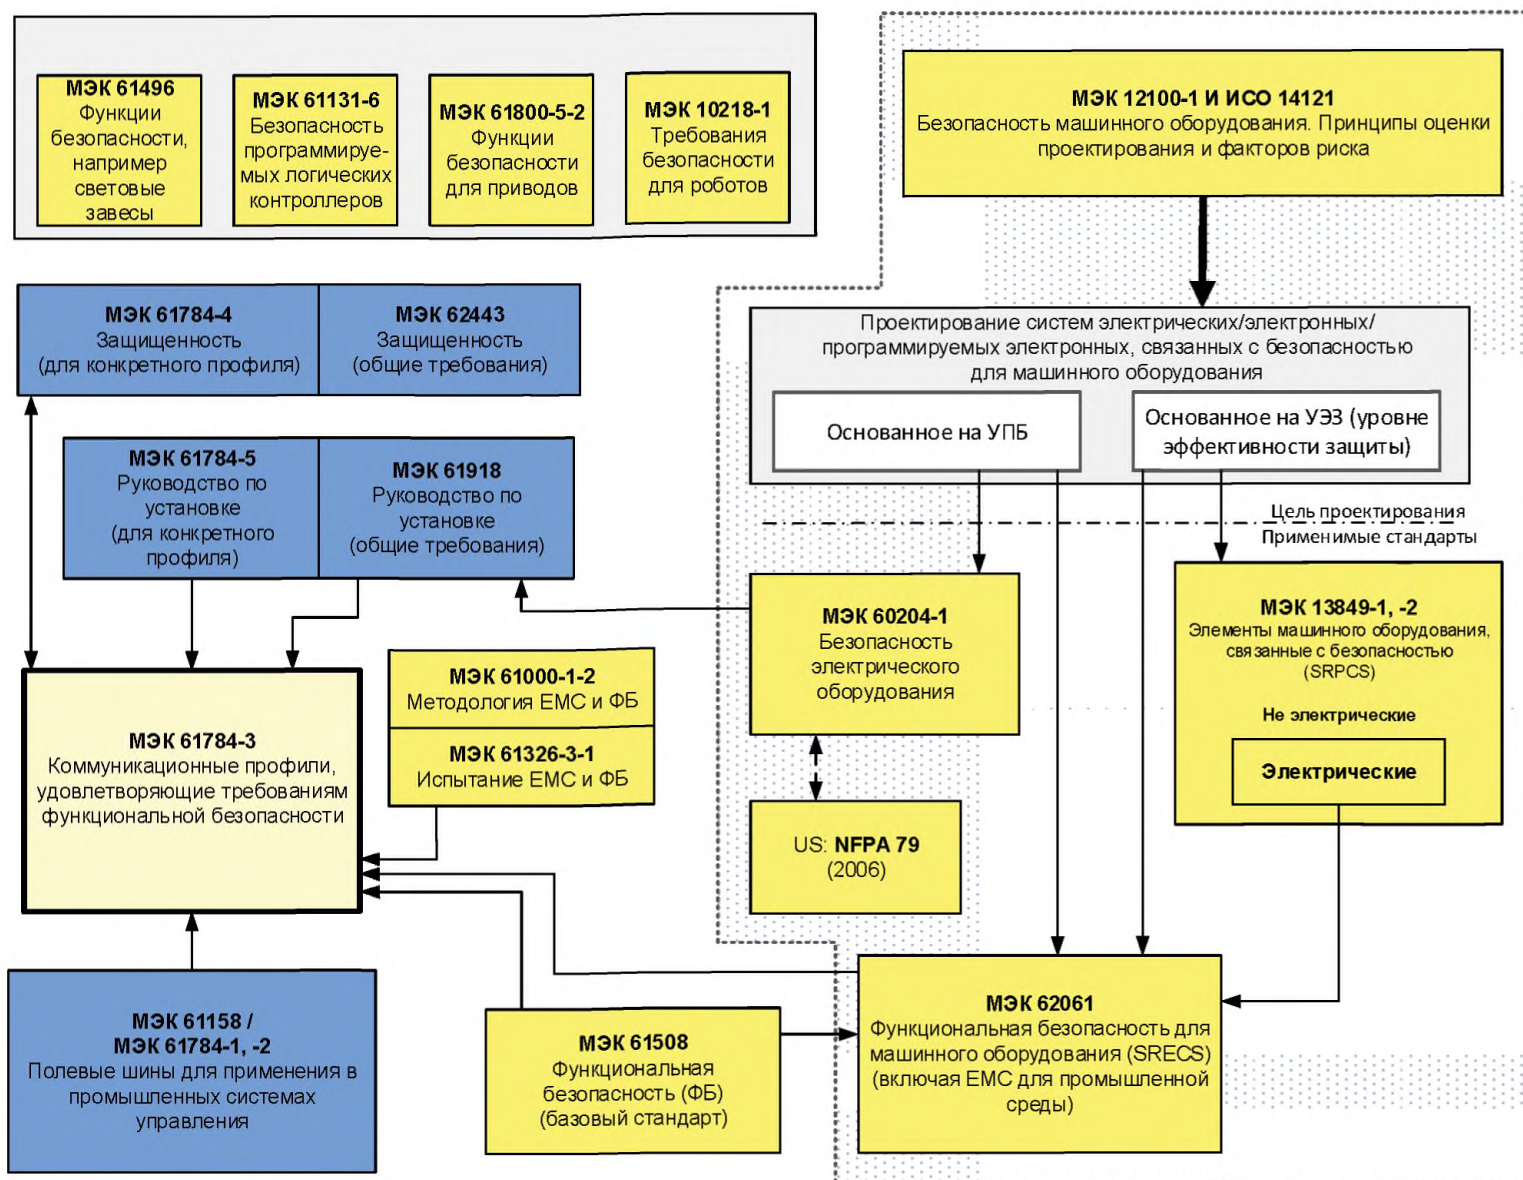 МЭК 61496
Функции
безопасности,
например
световые
завесы
МЭК 61131-6
Безопасность
программируе-
мых логических
контроллеров
МЭК 61800-5-2
Функции
безопасности
для приводов
МЭК 10218-1
Требования
безопасности
для роботов
МЭК 12100-1 И ИСО 14121
Безопасность машинного оборудования. Принципы оценки
проектирования и факторов риска
МЭК 61784-4
Защищенность
(для конкретного профиля)
МЭК 62443
Защищенность
(общие требования)
Проектирование систем электрических/электронных/
программируемых электронных, связанных с безопасностью
для машинного оборудования
Основанное на УПБ
Основанное на УЭЗ (уровне
эффективности защиты)
МЭК 61784-5
Руководство по
установке
(для конкретного
профиля)
МЭК 61918
Руководство по
установке
(общие требования)
Цель проектирования
Применимые стандарты
МЭК 60204-1
Безопасность
электрического
оборудования
МЭК 13849-1, -2
Элементы машинного оборудования,
связанные с безопасностью
(SRPCS)
Не электрические
Электрические
МЭК 61000-1-2
Методология ЕМС и ФБ
МЭК 61326-3-1
Испытание ЕМС и ФБ
МЭК 61784-3
Коммуникационные профили,
удовлетворяющие требованиям
функциональной безопасности
US: NFPA 79
(2006)
МЭК 61158 /
МЭК 61784-1, -2
Полевые шины для применения в
промышленных системах
управления
МЭК 61508
Функциональная
безопасность (ФБ)
(базовый стандарт)
МЭК 62061
Функциональная безопасность для
машинного оборудования (SRECS)
(включая ЕМС для промышленной
среды)